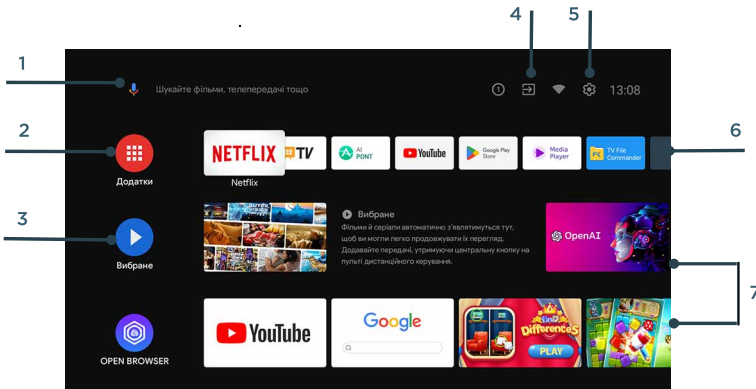 4
5
1
Шукайте фільми, телепередачі тощо
1
13:08
2
NETFLIX
TV
AI
PONT
YouTube
Google Play
Store
Media
Player
TV File
Commander
6
Додатки
Netflix
3
Вибране
Фільми й серіали автоматично з'являтимуться тут,
щоб ви могли легко продовжувати їх перегляд.
Додавайте передачі, утримуючи центральну кнопку на
пульті дистанційного керування.
OpenAI
Вибране
7
YouTube
Google
FinD
Differences
PLAY
OPEN BROWSER